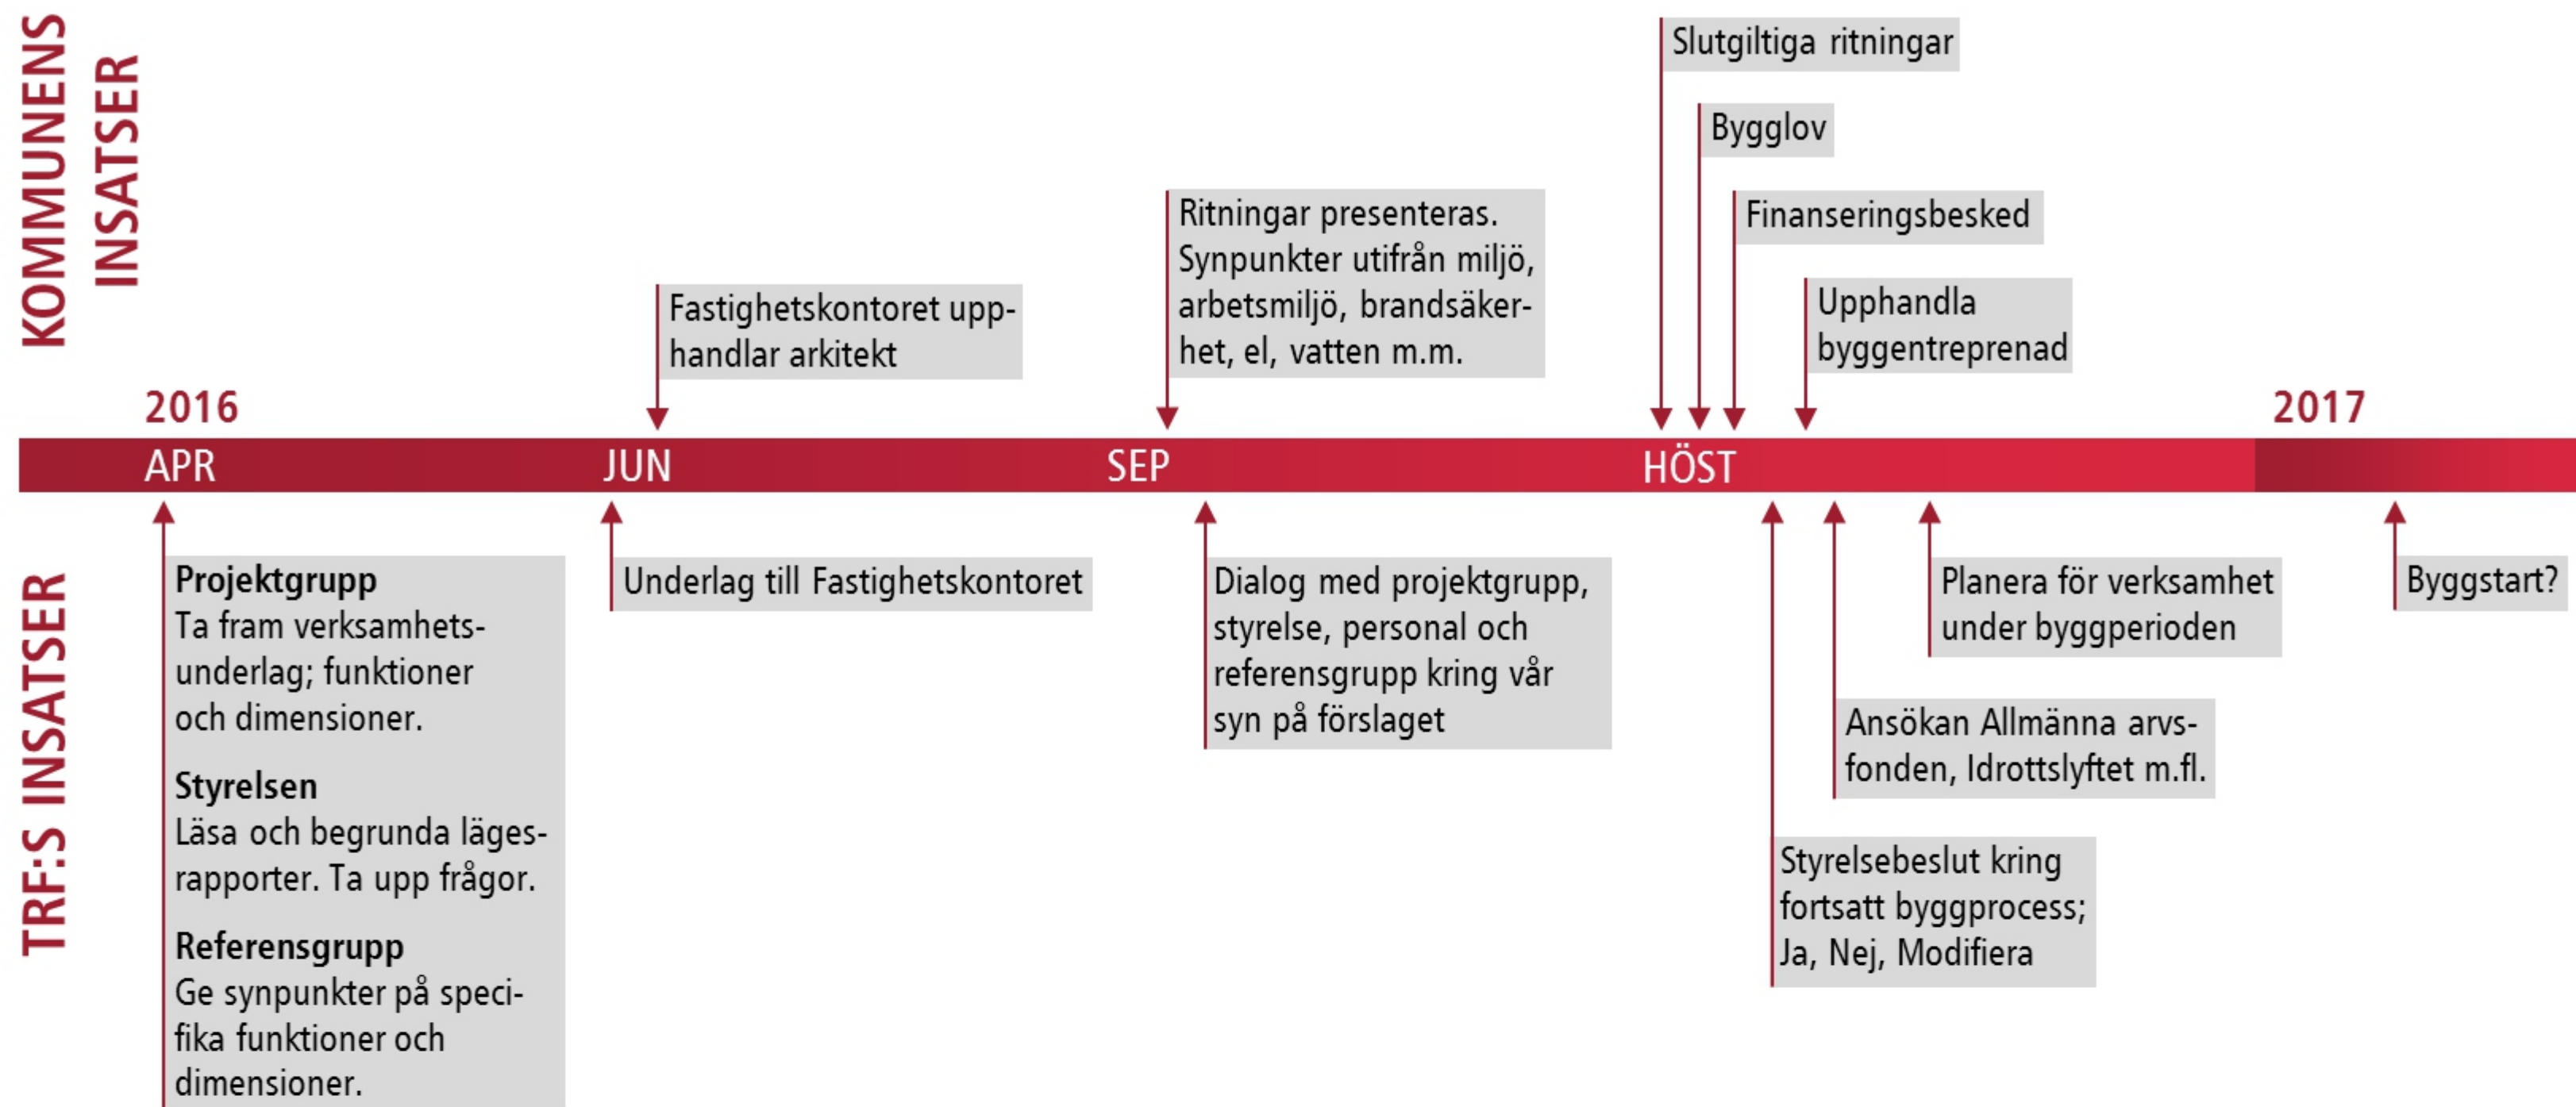 KOMMUNENS
INSATSER
Slutgiltiga ritningar
Bygglov
Finanseringsbesked
Upphandla
byggentreprenad
Ritningar presenteras.
Synpunkter utifrån miljö,
arbetsmiljö, brandsäker-
het, el, vatten m.m.
Fastighetskontoret upp-
handlar arkitekt
2016
2017
APR
JUN
SEP
HÖST
TRF:S INSATSER
Projektgrupp
Ta fram verksamhets-
underlag; funktioner
och dimensioner.
Styrelsen
Läsa och begrunda läges-
rapporter. Ta upp frågor.
Referensgrupp
Ge synpunkter på speci-
fika funktioner och
dimensioner.
Underlag till Fastighetskontoret
Dialog med projektgrupp,
styrelse, personal och
referensgrupp kring vår
syn på förslaget
Styrelsebeslut kring
fortsatt byggprocess;
Ja, Nej, Modifiera
Ansökan Allmänna arvs-
fonden, Idrottslyftet m.fl.
Planera för verksamhet
under byggperioden
Byggstart?